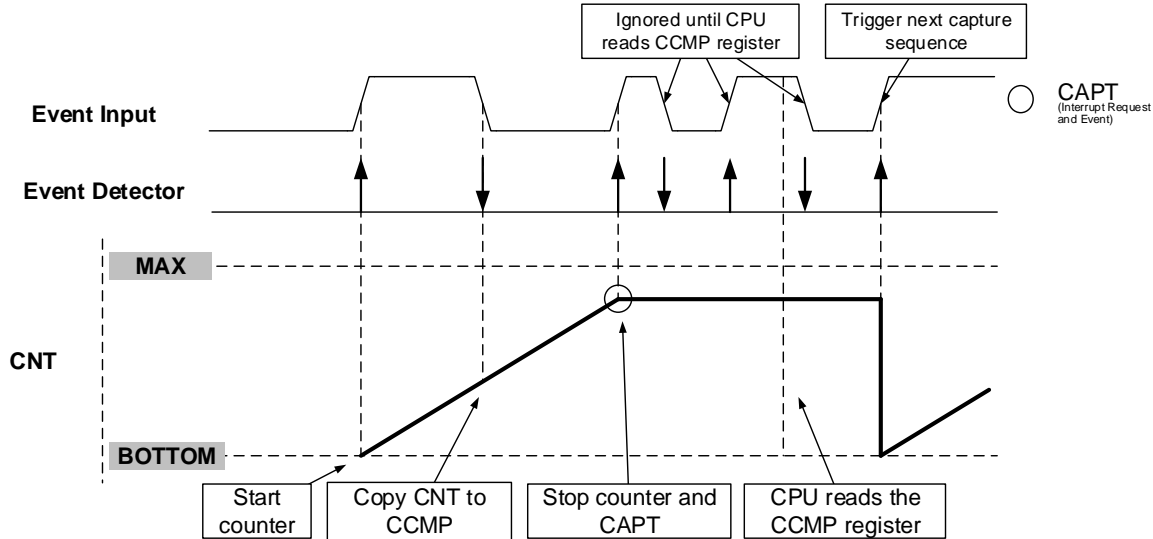 Ignored until CPU
reads CCMP register
Trigger next capture
sequence
Event Input
CAPT
(Interrupt Request
and Event)
Event Detector
MAX
CNT
BOTTOM
Start
counter
Copy CNT to
CCMP
Stop counter and
CAPT
CPU reads the
CCMP register